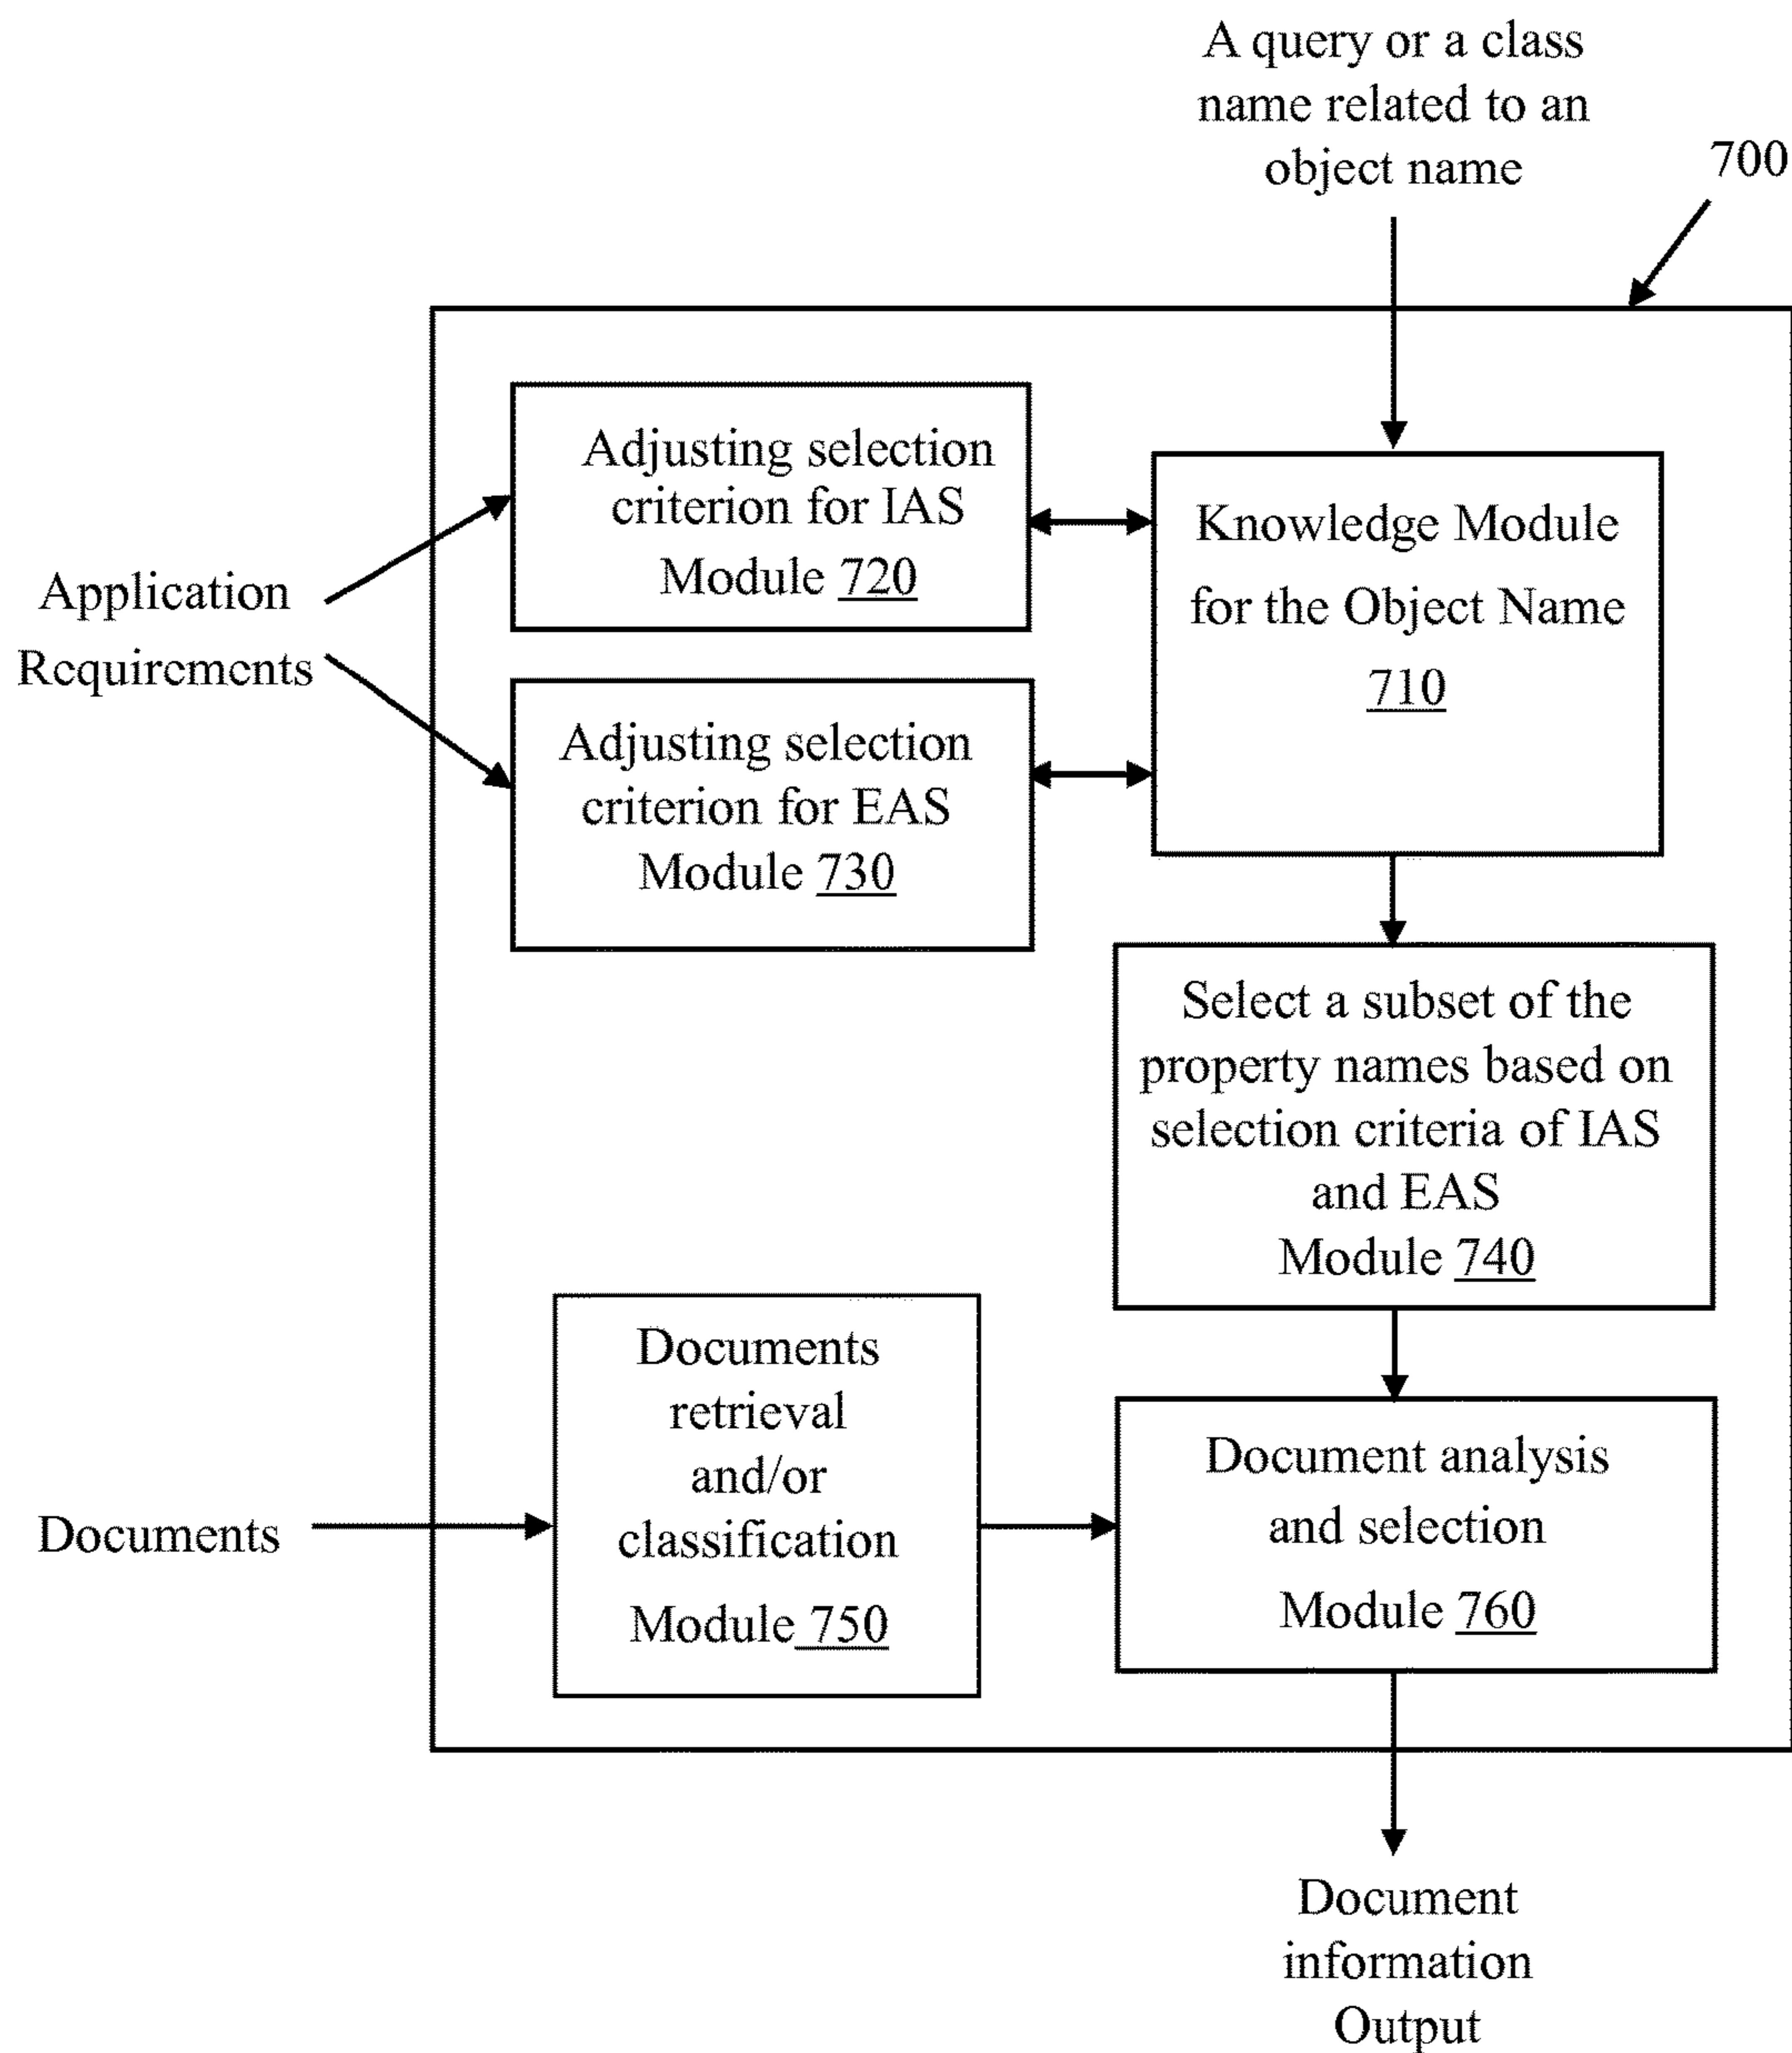 A query or a class
name related to an
object name
700
Adjusting selection
criterion for IAS
Module 720
Knowledge Module
for the Object Name
710
Application
Requirements
Adjusting selection
criterion for EAS
Module 730
Select a subset of the
property names based on
selection criteria of IAS
and EAS
Module 740
Documents
retrieval
and/or
classification
Module 750
Documents
Document analysis
and selection
Module 760
Document
information
Output